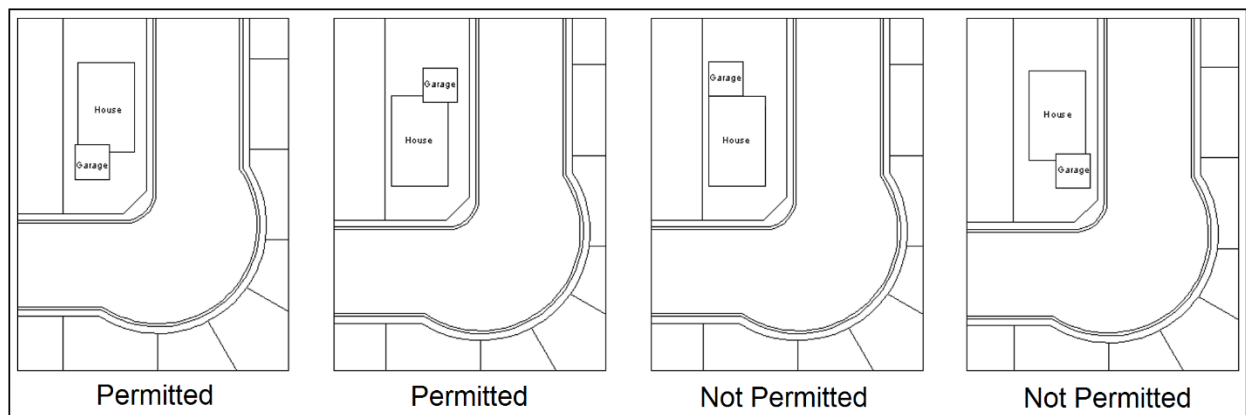 House
Garage
Permitted
Garage
House
Permitted
Garage
House
Not Permitted
House
Garage
Not Permitted